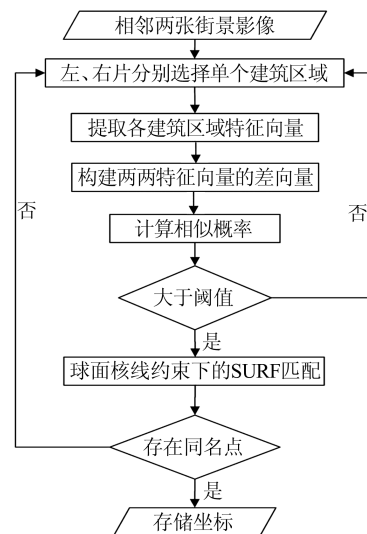 相邻两张街景影像
左、右片分别选择单个建筑区域
提取各建筑区域特征向量
构建两两特征向量的差向量
否
否
计算相似概率
大于阈值
是
球面核线约束下的SURF匹配
存在同名点
是
存储坐标